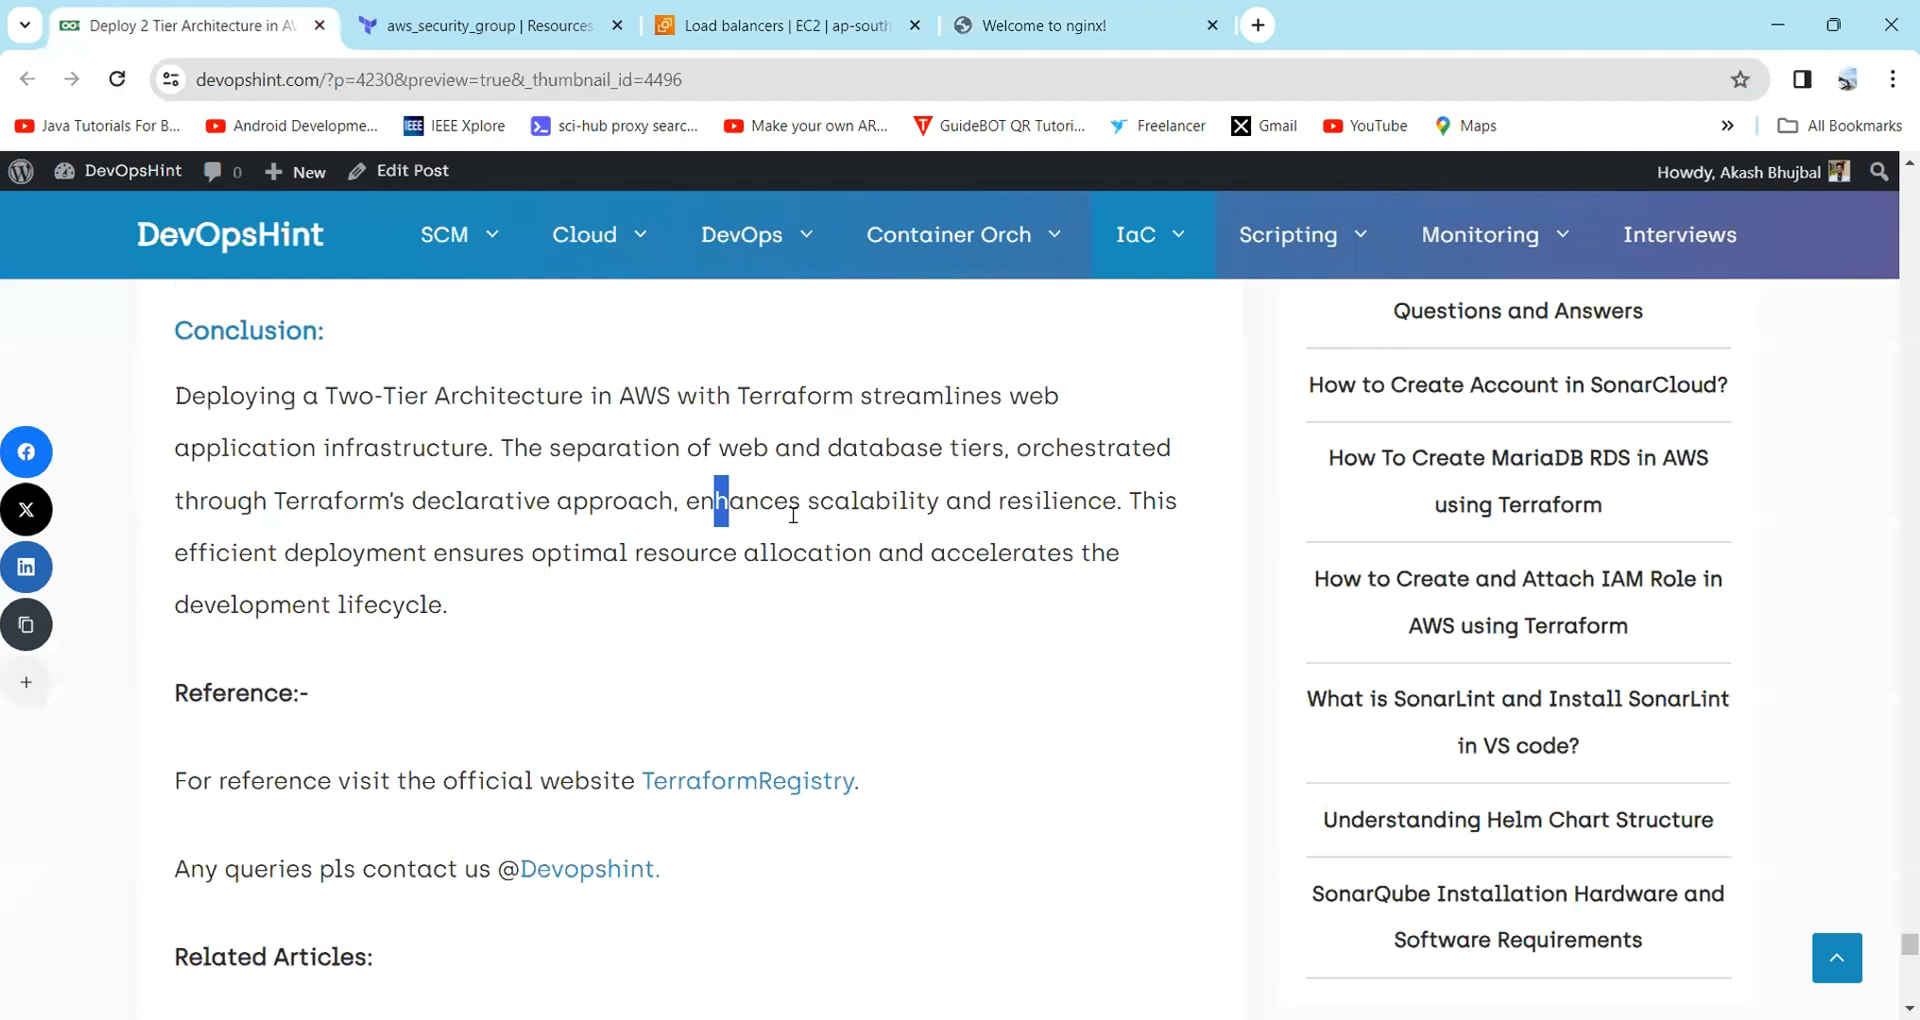 Deploy 2 Tier Architecture in A
aws_security_group | Resources
Load balancers | EC2 | ap-south
Welcome to nginx!
devopshint.com/?p=4230&preview=true&_thumbnail_id=4496
Java Tutorials For B...
Android Developme...
IEEE IEEE Xplore
sci-hub proxy searc...
Make your own AR...
GuideBOT QR Tutori...
Freelancer
Gmail
YouTube
Maps
All Bookmarks
DevOpsHint
0
New
Edit Post
Howdy, Akash Bhujbal
DevOpsHint
SCM
Cloud
DevOps
Container Orch
IaC
Scripting
Monitoring
Interviews
Conclusion:
Deploying a Two-Tier Architecture in AWS with Terraform streamlines web
application infrastructure. The separation of web and database tiers, orchestrated
through Terraform's declarative approach, enhances scalability and resilience. This
efficient deployment ensures optimal resource allocation and accelerates the
development lifecycle.
Reference:-
For reference visit the official website TerraformRegistry.
Any queries pls contact us @Devopshint.
Related Articles:
Questions and Answers
How to Create Account in SonarCloud?
How To Create MariaDB RDS in AWS
using Terraform
How to Create and Attach IAM Role in
AWS using Terraform
What is SonarLint and Install SonarLint
in VS code?
Understanding Helm Chart Structure
SonarQube Installation Hardware and
Software Requirements